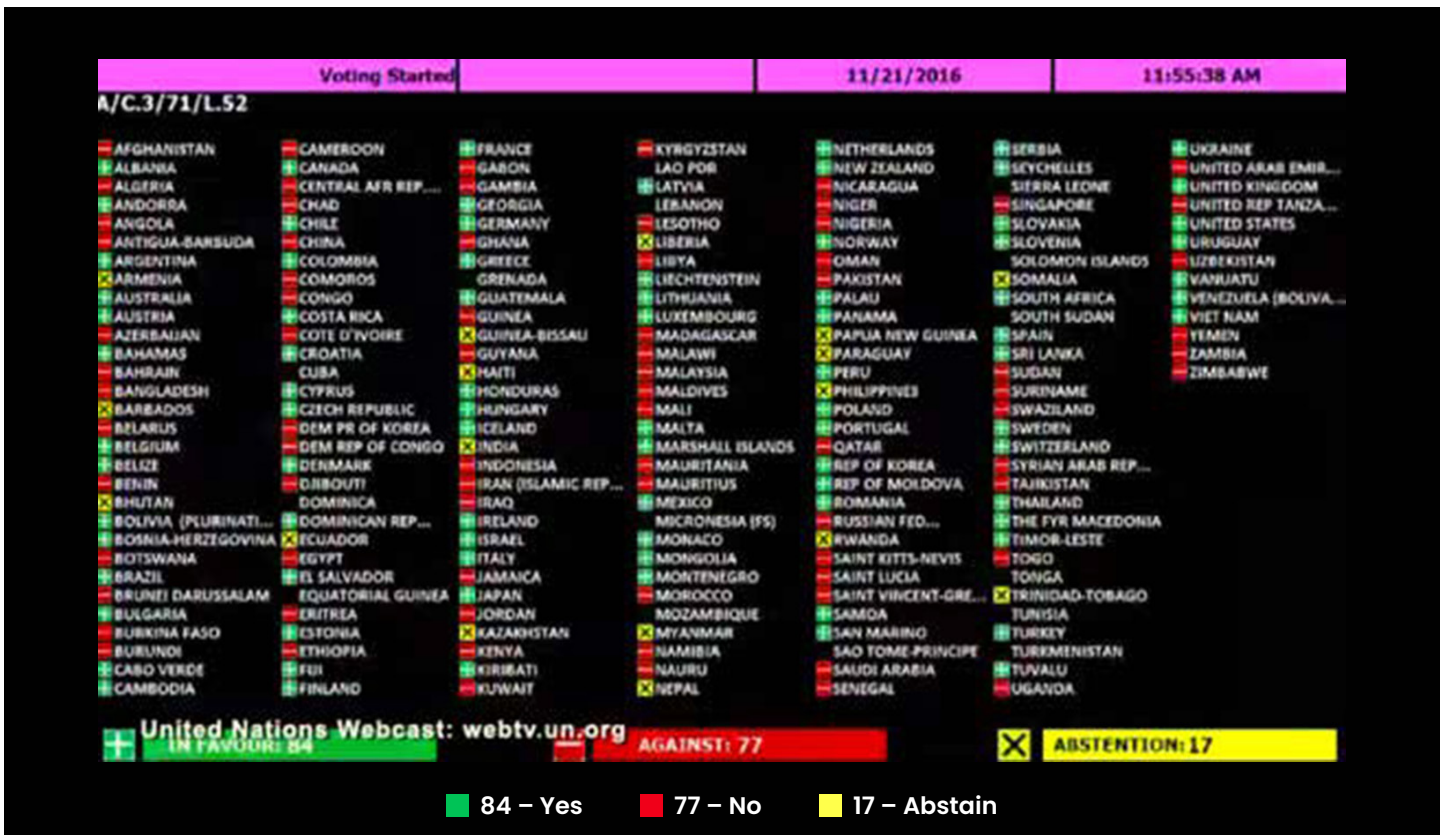 Voting Started 11/21/2016 11:55:38 AM
A/C.3/71/L.52
AFGHANISTAN
ALBANIA
ALGERIA
ANDORRA
ANGOLA
ANTIGUA-BARBUDA
ARGENTINA
ARMENIA
AUSTRALIA
AUSTRIA
AZERBAIJAN
BAHAMAS
BAHRAIN
BANGLADESH
BARBADOS
BELARUS
BELGIUM
BELIZE
BENIN
BHUTAN
BOLIVIA (PLURINATI...
BOSNIA-HERZEGOVINA
BOTSWANA
BRAZIL
BRUNEI DARUSSALAM
BULGARIA
BURKINA FASO
BURUNDI
CABO VERDE
CAMBODIA
CAMEROON
CANADA
CENTRAL AFR REP....
CHAD
CHILE
CHINA
COLOMBIA
COMOROS
CONGO
COSTA RICA
COTE D'IVOIRE
CROATIA
CUBA
CYPRUS
CZECH REPUBLIC
DEM PR OF KOREA
DEM REP OF CONGO
DENMARK
DJIBOUTI
DOMINICA
DOMINICAN REP...
ECUADOR
EGYPT
EL SALVADOR
EQUATORIAL GUINEA
ERITREA
ESTONIA
ETHIOPIA
FIJI
FINLAND
FRANCE
GABON
GAMBIA
GEORGIA
GERMANY
GHANA
GREECE
GRENADA
GUATEMALA
GUINEA
GUINEA-BISSAU
GUYANA
HAITI
HONDURAS
HUNGARY
ICELAND
INDIA
INDONESIA
IRAN (ISLAMIC REP...
IRAQ
IRELAND
ISRAEL
ITALY
JAMAICA
JAPAN
JORDAN
KAZAKHSTAN
KENYA
KIRIBATI
KUWAIT
KYRGYZSTAN
LAO PDR
LATVIA
LEBANON
LESOTHO
LIBERIA
LIBYA
LIECHTENSTEIN
LITHUANIA
LUXEMBOURG
MADAGASCAR
MALAWI
MALAYSIA
MALDIVES
MALI
MALTA
MARSHALL ISLANDS
MAURITANIA
MAURITIUS
MEXICO
MICRONESIA (FS)
MONACO
MONGOLIA
MONTENEGRO
MOROCCO
MOZAMBIQUE
MYANMAR
NAMIBIA
NAURU
NEPAL
NETHERLANDS
NEW ZEALAND
NICARAGUA
NIGER
NIGERIA
NORWAY
OMAN
PAKISTAN
PALAU
PANAMA
PAPUA NEW GUINEA
PARAGUAY
PERU
PHILIPPINES
POLAND
PORTUGAL
QATAR
REP OF KOREA
REP OF MOLDOVA
ROMANIA
RUSSIAN FED...
RWANDA
SAINT KITTS-NEVIS
SAINT LUCIA
SAINT VINCENT-GRE...
SAMOA
SAN MARINO
SAO TOME-PRINCIPE
SAUDI ARABIA
SENEGAL
SERBIA
SEYCHELLES
SIERRA LEONE
SINGAPORE
SLOVAKIA
SLOVENIA
SOLOMON ISLANDS
SOMALIA
SOUTH AFRICA
SOUTH SUDAN
SPAIN
SRI LANKA
SUDAN
SURINAME
SWAZILAND
SWEDEN
SWITZERLAND
SYRIAN ARAB REP...
TAJIKISTAN
THAILAND
THE FYR MACEDONIA
TIMOR-LESTE
TOGO
TONGA
TRINIDAD-TOBAGO
TUNISIA
TURKEY
TURKMENISTAN
TUVALU
UGANDA
UKRAINE
UNITED ARAB EMIR...
UNITED KINGDOM
UNITED REP TANZA...
UNITED STATES
URUGUAY
UZBEKISTAN
VANUATU
VENEZUELA (BOLIVA...
VIET NAM
YEMEN
ZAMBIA
ZIMBABWE
United Nations Webcast: webtv.un.org
IN FAVOUR: 84 AGAINST: 77 ABSTENTION: 17
84 – Yes 77 – No 17 – Abstain